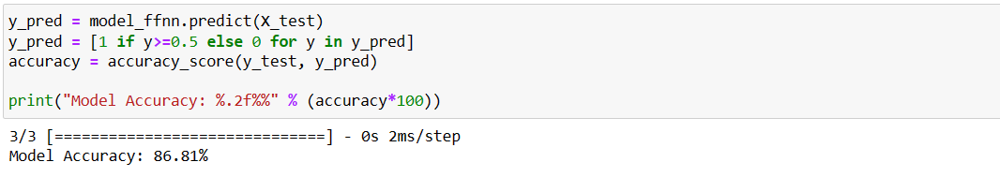 y_pred = model_ffnn.predict(X_test)
y_pred = [1 if y>=0.5 else 0 for y in y_pred]
accuracy = accuracy_score(y_test, y_pred)
print("Model Accuracy: %.2f%%" % (accuracy*100))
3/3 [==============================] - 0s 2ms/step
Model Accuracy: 86.81%